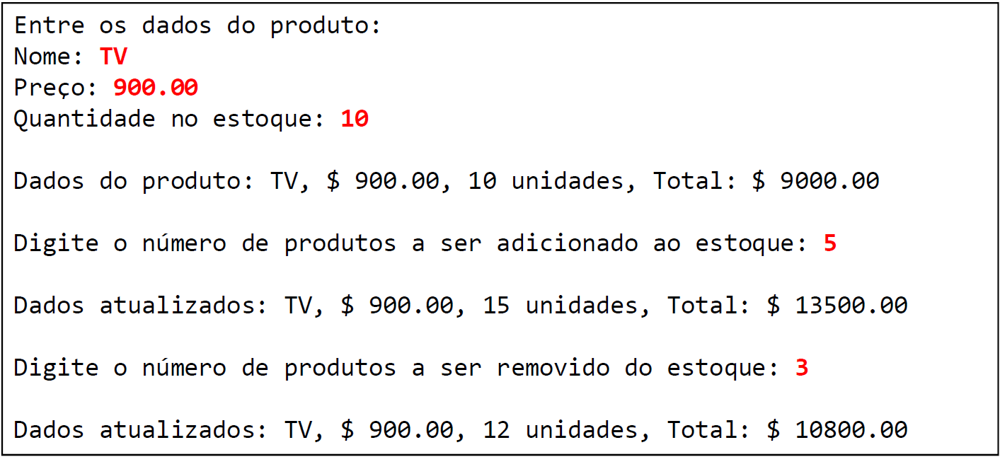 Entre os dados do produto:
Nome: TV
Preço: 900.00
Quantidade no estoque: 10
Dados do produto: TV, $ 900.00, 10 unidades, Total: $ 9000.00
Digite o número de produtos a ser adicionado ao estoque: 5
Dados atualizados: TV, $ 900.00, 15 unidades, Total: $ 13500.00
Digite o número de produtos a ser removido do estoque: 3
Dados atualizados: TV, $ 900.00, 12 unidades, Total: $ 10800.00